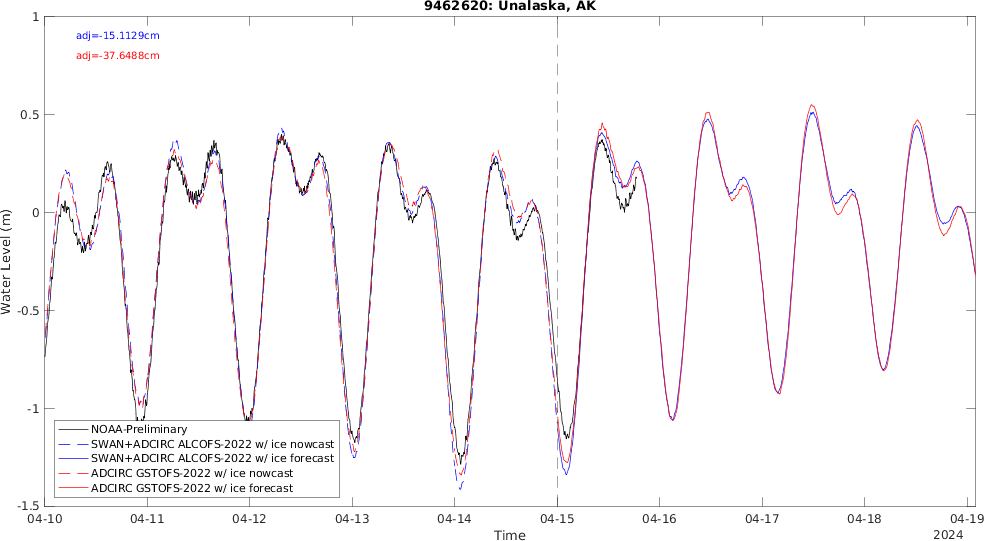 9462620: Unalaska, AK
adj=-15.1129cm
adj=-37.6488cm
Water Level (m)
1
0.5
0
-0.5
-1
-1.5
NOAA-Preliminary
SWAN+ADCIRC ALCOFS-2022 w/ ice nowcast
SWAN+ADCIRC ALCOFS-2022 w/ ice forecast
ADCIRC GSTOFS-2022 w/ ice nowcast
ADCIRC GSTOFS-2022 w/ ice forecast
04-10 04-11 04-12 04-13 04-14 04-15 04-16 04-17 04-18 04-19
Time
2024